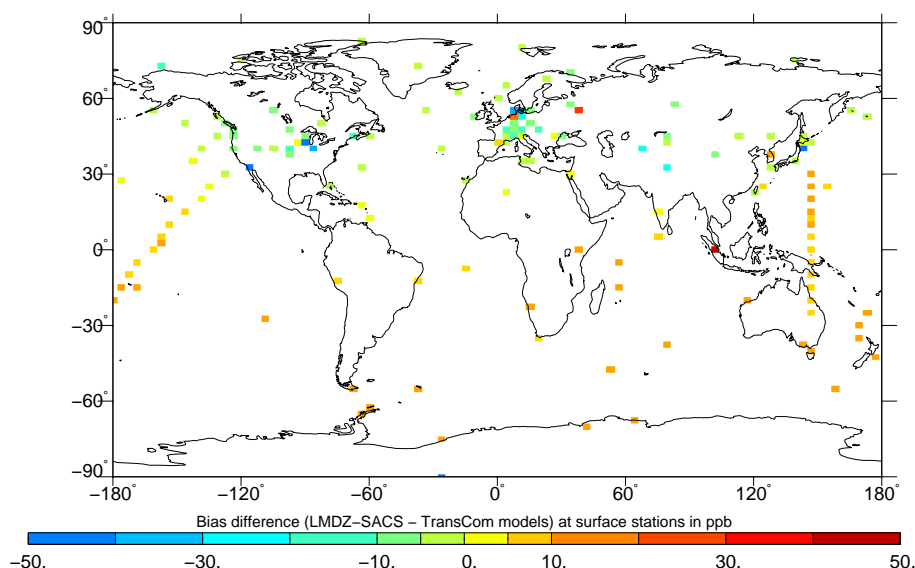 90°
60°
30°
0°
−30°
−60°
−90°
−180° −120° −60° 0° 60° 120° 180°
Bias difference (LMDZ−SACS − TransCom models) at surface stations in ppb
−50. −30. −10. 0. 10. 30. 50.